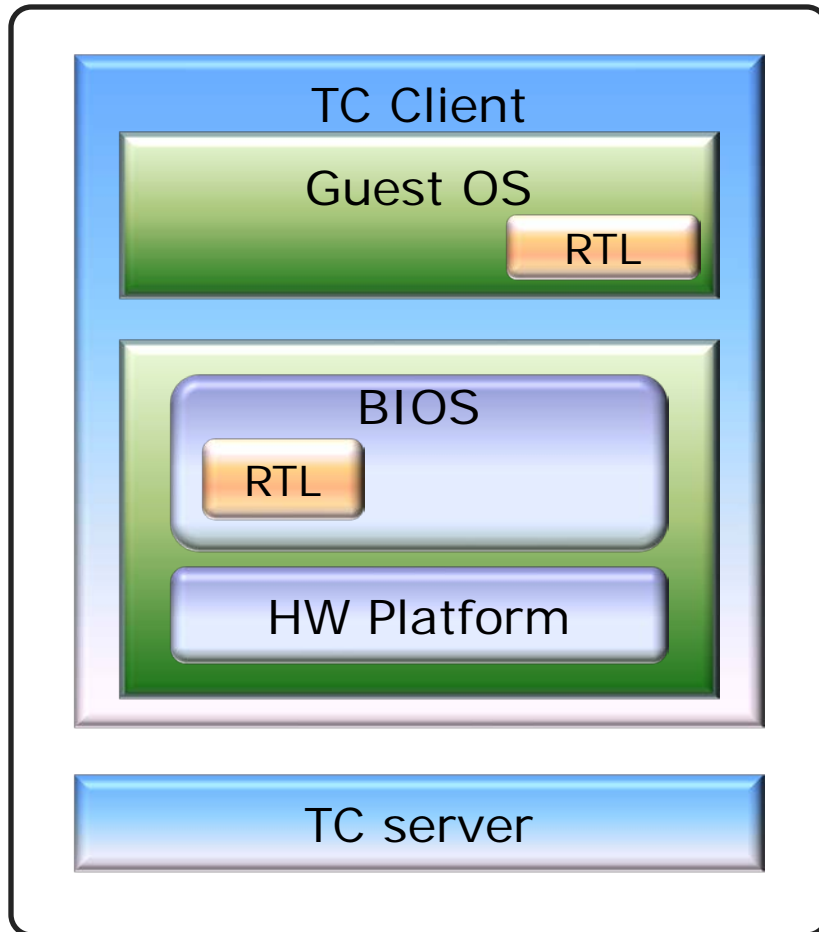 TC Client
Guest OS
RTL
BIOS
RTL
HW Platform
TC server